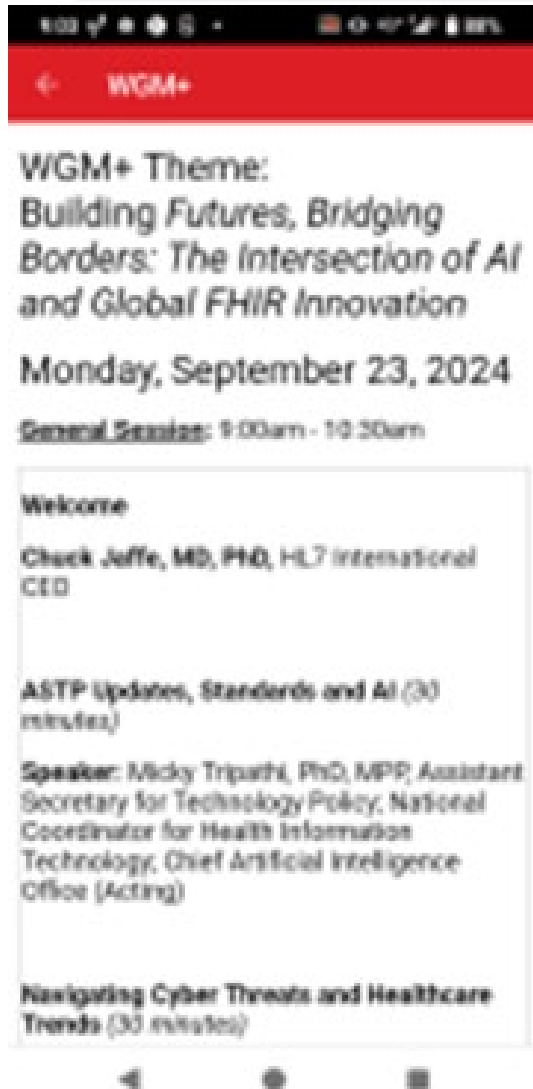 WGM+
WGM+ Theme:
Building Futures, Bridging
Borders: The Intersection of AI
and Global FHIR Innovation
Monday, September 23, 2024
General Session: 9:00am - 10:30am
Welcome
Chuck Jaffe, MD, PhD, HL7 International
CEO
ASTP Updates, Standards and AI (30
minutes)
Speaker: Micky Tripathi, PhD, MPP, Assistant
Secretary for Technology Policy; National
Coordinator for Health Information
Technology; Chief Artificial Intelligence
Office (Acting)
Navigating Cyber Threats and Healthcare
Trends (30 minutes)